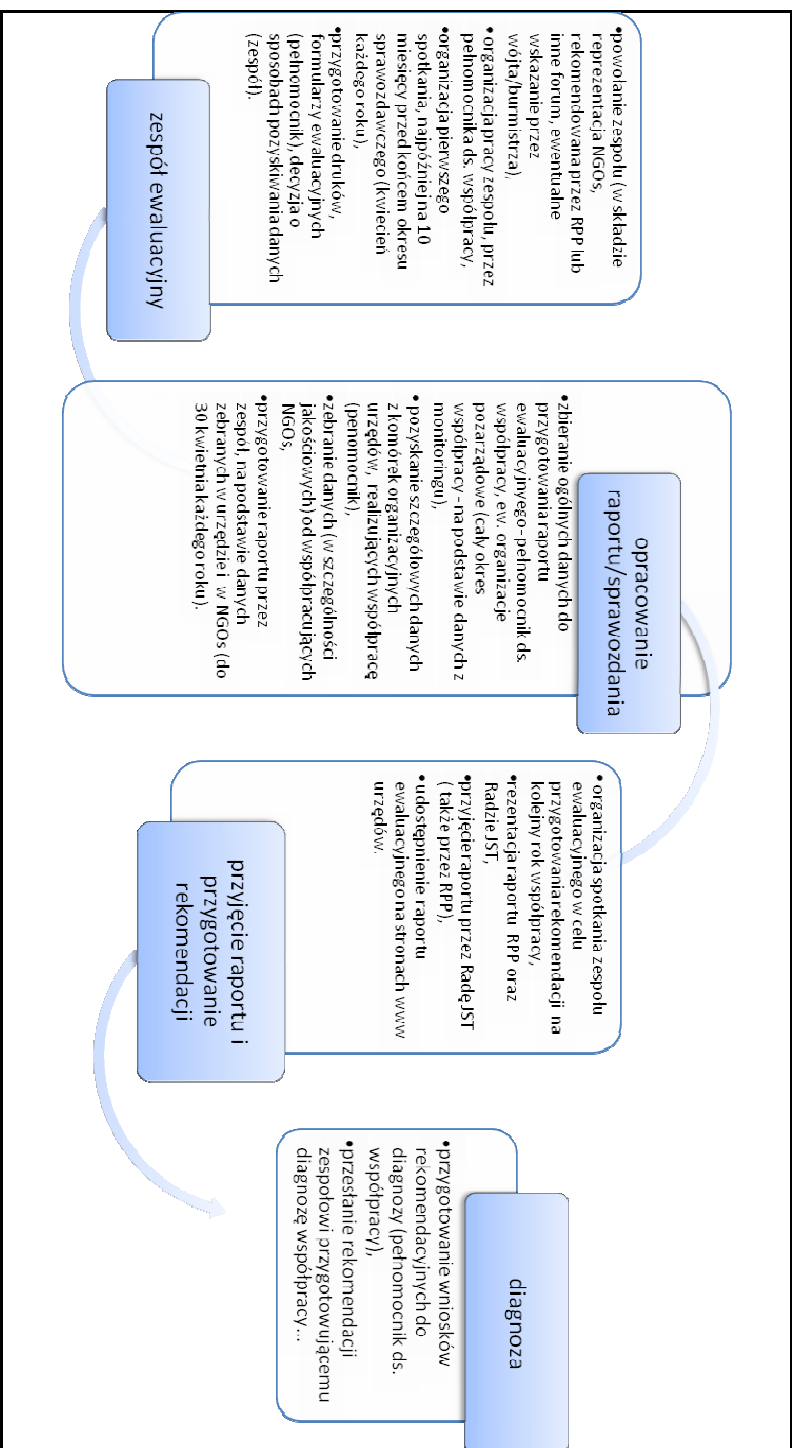 •powołanie zespołu (w składzie
reprezentacja NGOs,
rekomendowana przez RPP lub
inne forum, ewentualne
wskazanie przez
wójta/burmistrza),
•organizacja pracy zespołu, przez
pełnomocnika ds. współpracy,
•organizacja pierwszego
spotkania, najpóźniej na 10
miesięcy przed końcem okresu
sprawozdawczego (kwiecień
każdego roku),
•przygotowanie druków,
formularzy ewaluacyjnych
(pełnomocnik), decyzja o
sposobach pozyskiwania danych
(zespół).
zespół ewaluacyjny
opracowanie
raportu/sprawozdania
•zbieranie ogólnych danych do
przygotowania raportu
ewaluacyjnyego - pełnomocnik ds.
współpracy, ew. organizacje
pozarządowe (cały okres
współpracy - na podstawie danych z
monitoringu),
•pozyskanie szczegółowych danych
z komórek organizacyjnych
urzędów, realizujących współpracę
(penomocnik),
•zebranie danych (w szczególności
jakościowych) od współpracujących
NGOs,
•przygotowanie raportu przez
zespół, na podstawie danych
zebranych w urzędzie i w NGOs (do
30 kwietnia każdego roku).
•organizacja spotkania zespołu
ewaluacyjnego w celu
przygotowania rekomendacji na
kolejny rok współpracy,
•rezentacja raportu RPP oraz
Radzie JST,
•przyjęcie raportu przez Radę JST
( także przez RPP),
•udostępnienie raportu
ewaluacyjnego na stronach www
urzędów.
przyjęcie raportu i
przygotowanie
rekomendacji
diagnoza
•przygotowanie wniosków
rekomendacyjnych do
diagnozy (pełnomocnik ds.
współpracy),
•przesłanie rekomendacji
zespołowi przygotowującemu
diagnozę współpracy...